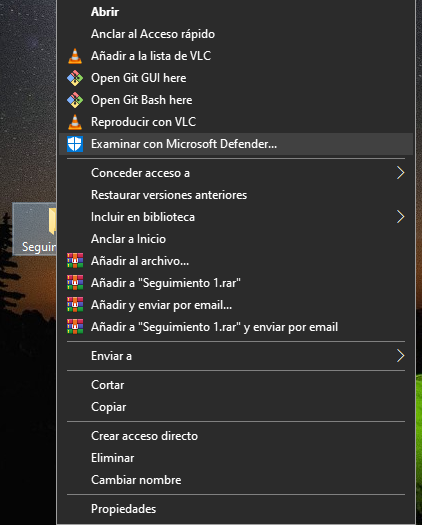 Abrir
Anclar al Acceso rápido
Añadir a la lista de VLC
Open Git GUI here
Open Git Bash here
Reproducir con VLC
Examinar con Microsoft Defender...
Conceder acceso a
Restaurar versiones anteriores
Incluir en biblioteca
Anclar a Inicio
Seguim
Añadir al archivo...
Añadir a "Seguimiento 1.rar"
Añadir y enviar por email...
Añadir a "Seguimiento 1.rar" y enviar por email
Enviar a
Cortar
Copiar
Crear acceso directo
Eliminar
Cambiar nombre
Propiedades